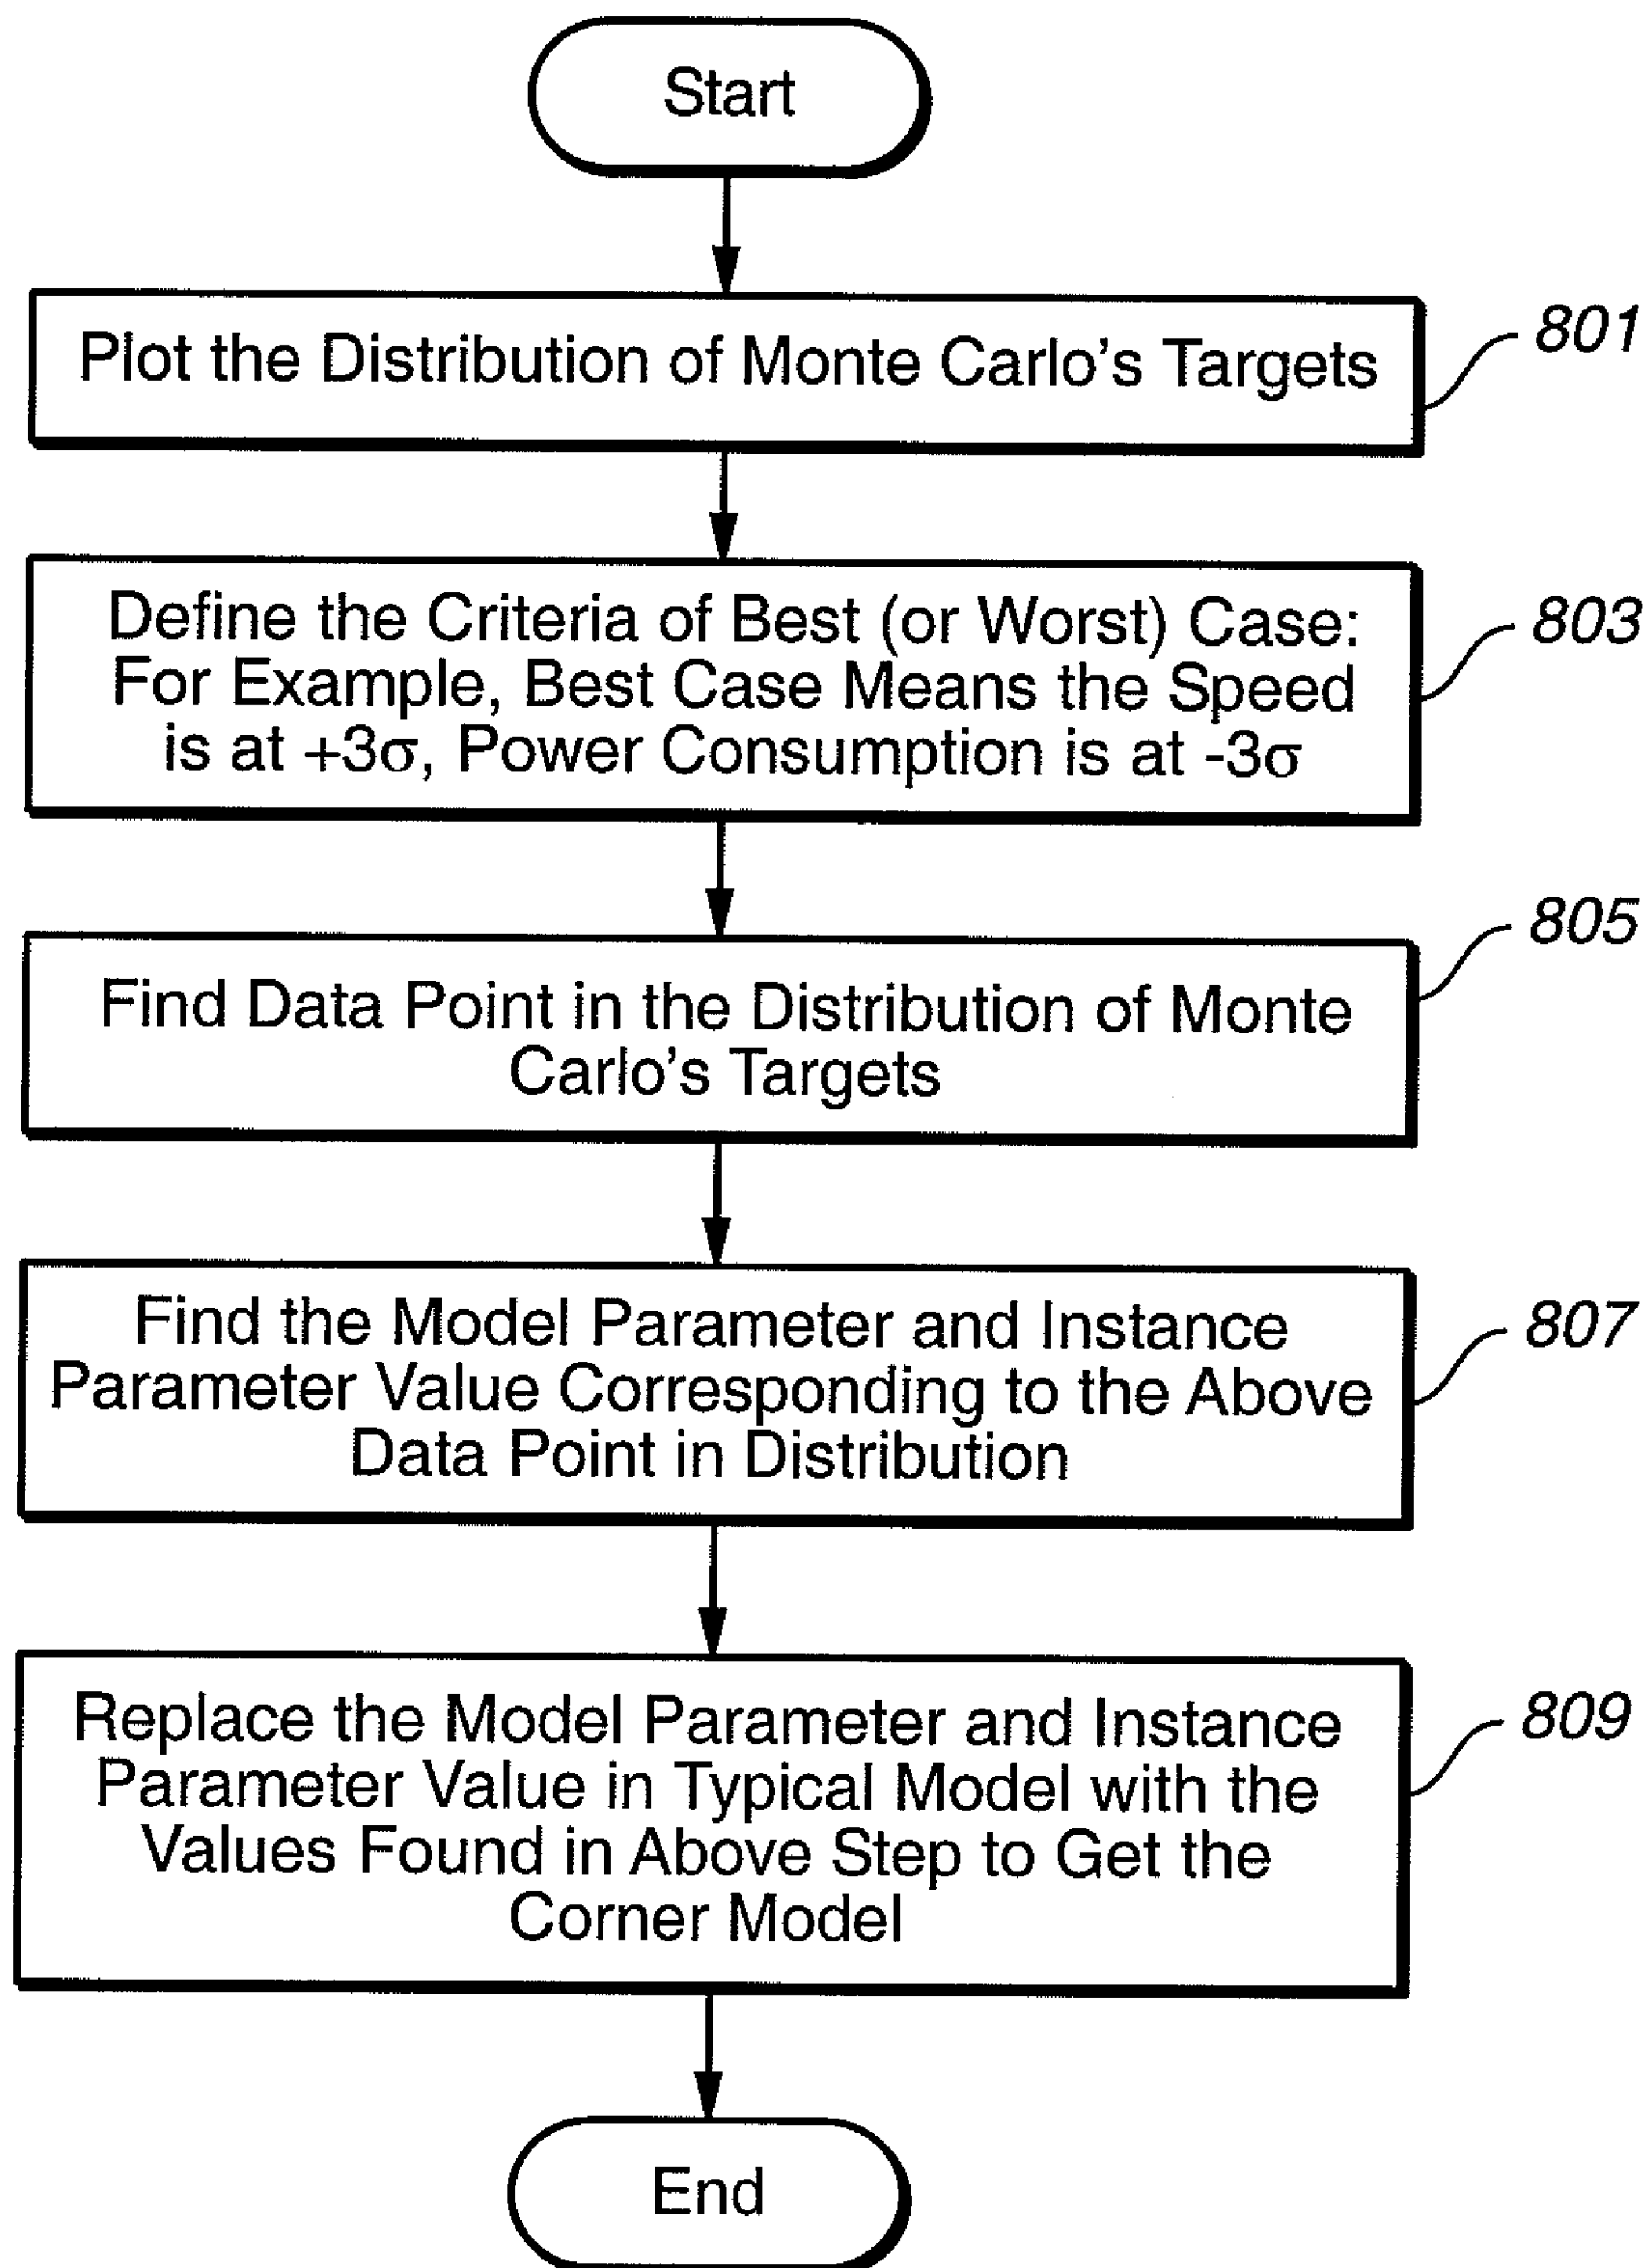 Start
Plot the Distribution of Monte Carlo's Targets
801
Define the Criteria of Best (or Worst) Case:
For Example, Best Case Means the Speed
is at +3σ, Power Consumption is at -3σ
803
Find Data Point in the Distribution of Monte
Carlo's Targets
805
Find the Model Parameter and Instance
Parameter Value Corresponding to the Above
Data Point in Distribution
807
Replace the Model Parameter and Instance
Parameter Value in Typical Model with the
Values Found in Above Step to Get the
Corner Model
809
End